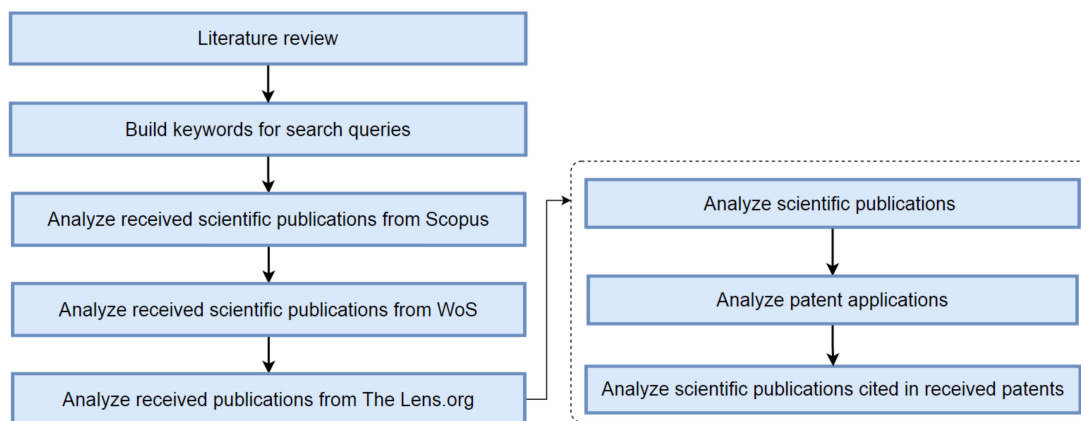 Literature review
Build keywords for search queries
Analyze received scientific publications from Scopus
Analyze received scientific publications from WoS
Analyze received publications from The Lens.org
Analyze scientific publications
Analyze patent applications
Analyze scientific publications cited in received patents